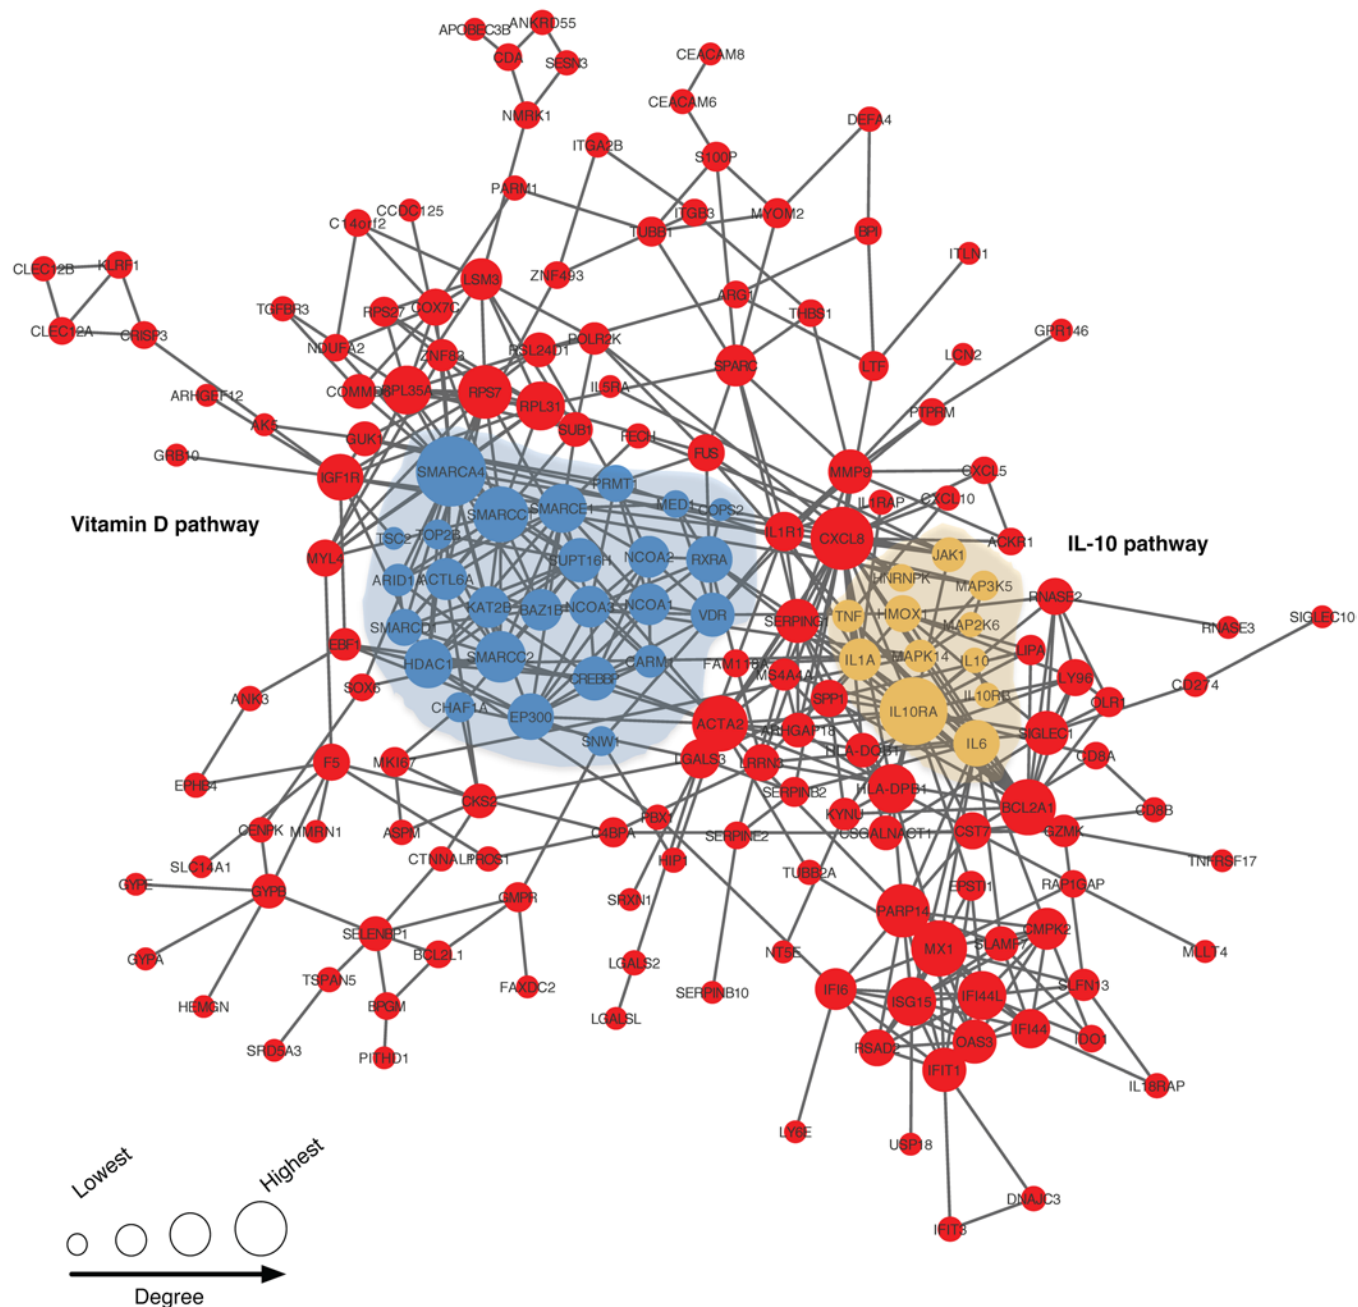 ANKRD55
APOBEC3B
CDA
SESN3
CEACAM8
CEACAM6
NMRK1
DEFA4
ITGA2B
S100P
PARM1
CCDC125
C14orf2
ITGB3
MYOM2
TUBB1
BPI
ITLN1
CLEC12B
KLRF1
LSM3
ZNF493
ARG1
TGFBR3
RPS27
COX7C
THBS1
CLEC12A
CRISP3
GPR146
NDUFA2
ZNF83
RSL24D1
POLR2K
LCN2
SPARC
LTF
ARHGEF12
RPL35A
RPS7
IL5RA
RPL31
PTPRM
AK5
GUK1
SUB1
FECH
GRB10
FUS
IGF1R
SMARCA4
MMP9
CXCL5
PRMT1
IL1RAP
CXCL10
MED1
COPS2
SMARCE1
Vitamin D pathway
TSC2
TOP2B
IL1R1
CXCL8
ACKR1
IL-10 pathway
MYL4
SUPT16H
NCOA2
RXRA
JAK1
ARID1A
ACTL6A
HNRNPK
MAP3K5
RNASE2
KAT2B
BAZ1B
NCOA3
NCOA1
VDR
SERPING1
TNF
HMOX1
MAP2K6
RNASE3
SIGLEC10
SMARCD1
EBF1
HDAC1
SMARCC2
CARM1
FAM118A
IL1A
MAPK14
IL10
LIPA
CREBBP
MS4A4A
LY96
CD274
ANK3
SOX6
CHAF1A
EP300
SPP1
IL10RA
IL10RB
OLR1
ACTA2
ARHGAP18
SIGLEC1
SNW1
HLA-DQB1
IL6
F5
MKI67
LGALS3
LRRN3
CD8A
EPHB4
CKS2
SERPINB2
HLA-DPB1
BCL2A1
CENPK
MMRN1
ASPM
C4BPA
PBX1
SERPINE2
KYNU
CSGALNACT1
CST7
GZMK
CD8B
SLC14A1
PROS1
HIP1
TNFRSF17
GYPE
GYPB
GMPR
SRXN1
TUBB2A
EPSTI1
RAP1GAP
PARP14
SELENBP1
CMPK2
GYPA
BCL2L1
LGALS2
NT5E
MX1
SLAMF7
MLLT4
TSPAN5
FAXDC2
SERPINB10
IFI6
ISG15
IFI44L
SLFN13
HEMGN
BPGM
LGALSL
IFI44
IDO1
SRD5A3
PITHD1
RSAD2
OAS3
IFIT1
IL18RAP
LY6E
USP18
DNAJC3
IFIT3
Lowest
Highest
Degree